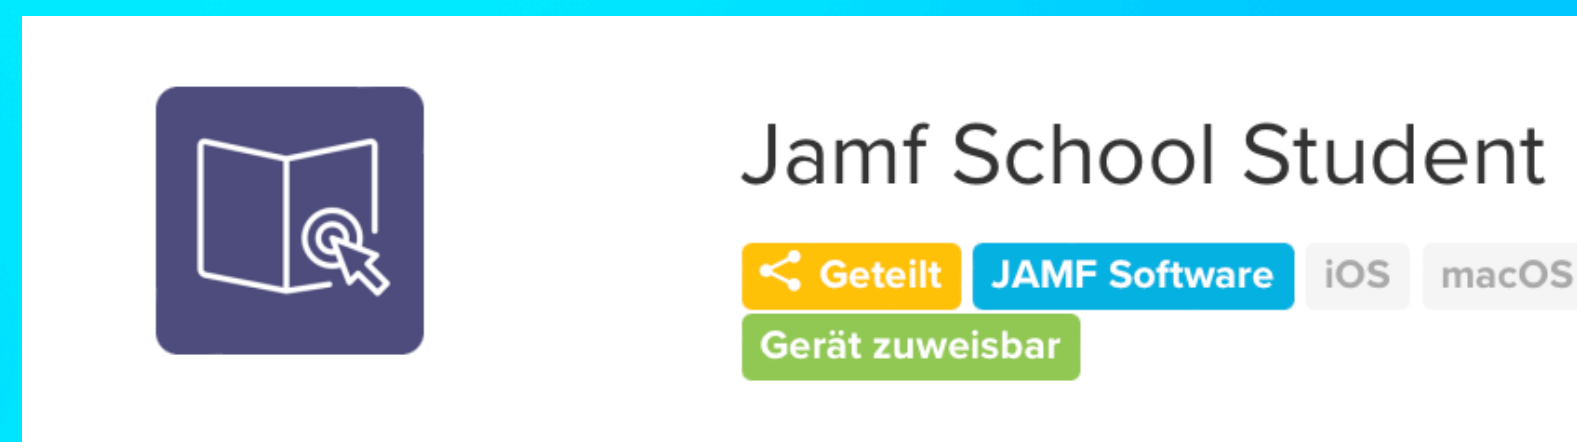 Jamf School Student
Geteilt JAMF Software iOS macOS
Gerät zuweisbar